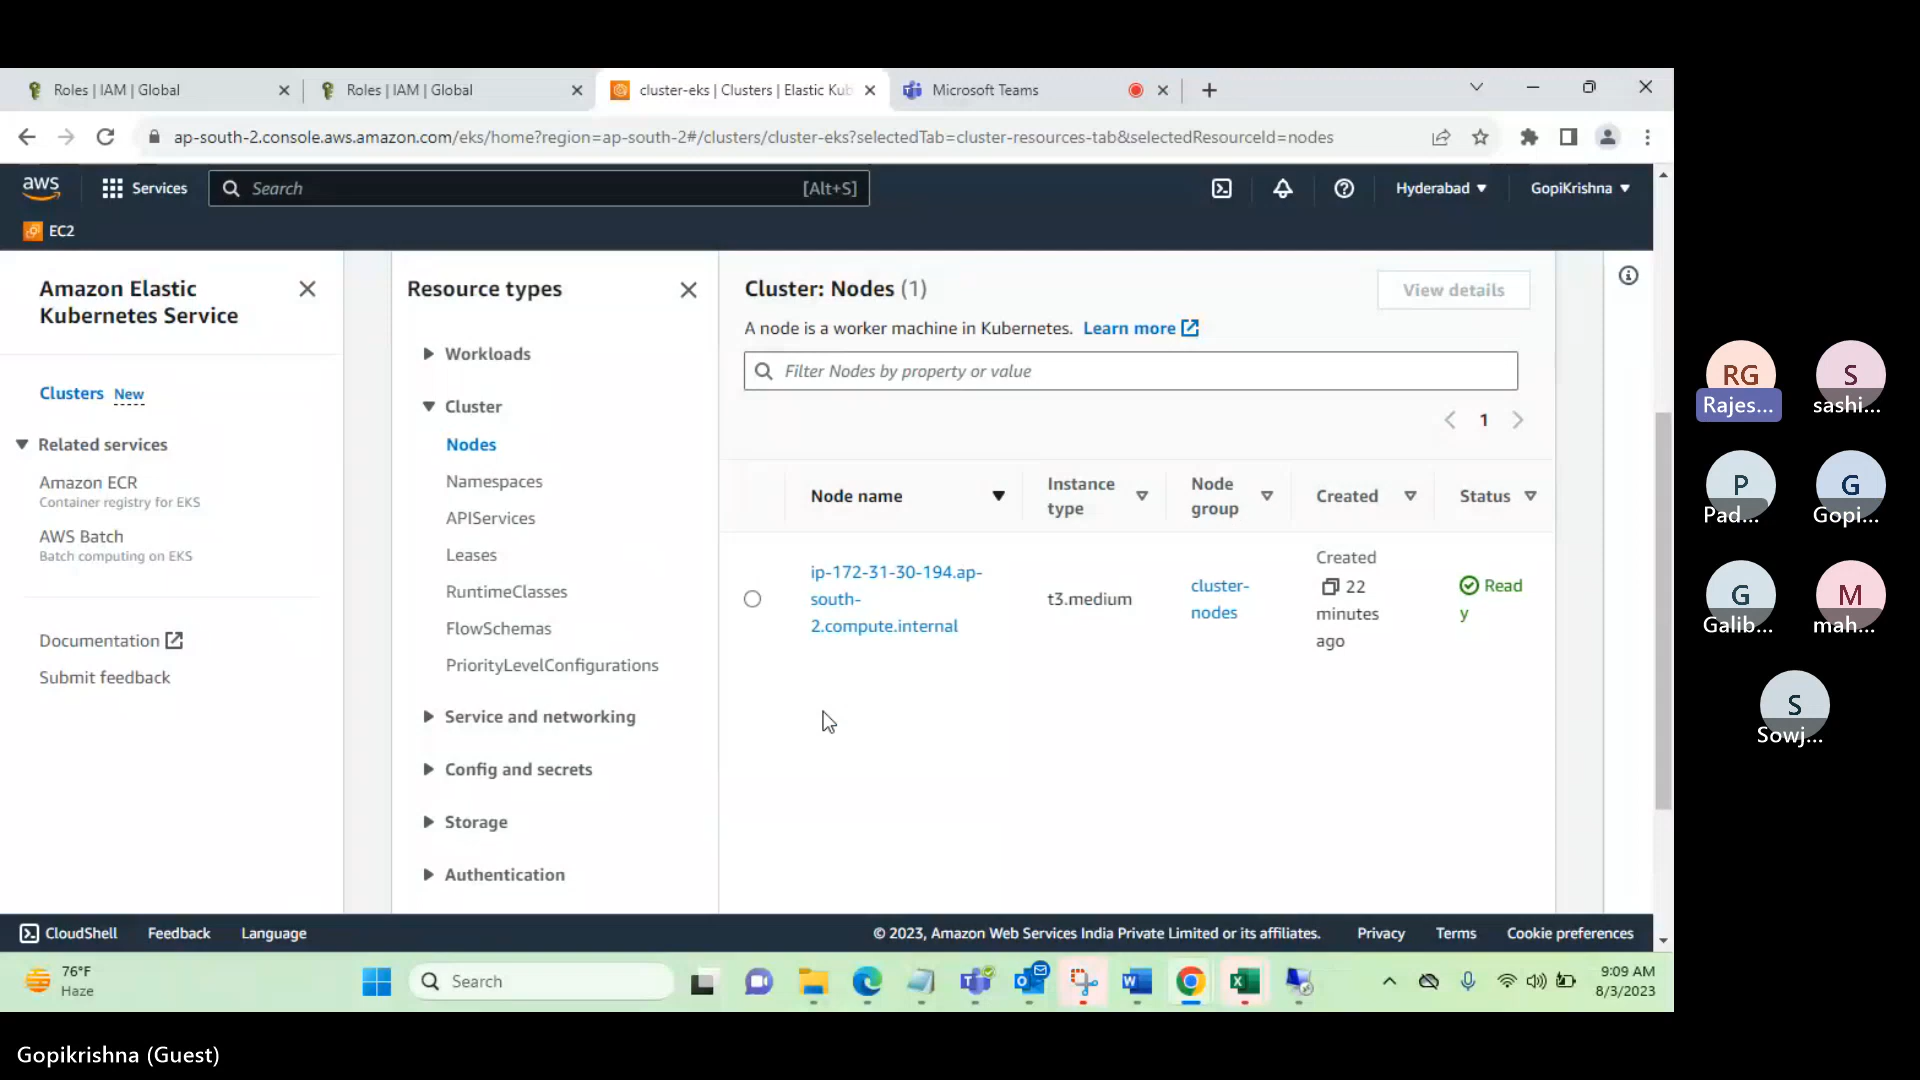 Roles | IAM | Global
Roles | IAM | Global
cluster-eks | Clusters | Elastic Kub
Microsoft Teams
ap-south-2.console.aws.amazon.com/eks/home?region=ap-south-2#/clusters/cluster-eks?selectedTab=cluster-resources-tab&selectedResourceId=nodes
aws
Services
Search
[Alt+S]
Hyderabad
GopiKrishna
EC2
Amazon Elastic
Kubernetes Service
Clusters New
Related services
Amazon ECR
Container registry for EKS
AWS Batch
Batch computing on EKS
Documentation
Submit feedback
Resource types
Workloads
Cluster
Nodes
Namespaces
APIServices
Leases
RuntimeClasses
FlowSchemas
PriorityLevelConfigurations
Service and networking
Config and secrets
Storage
Authentication
Cluster: Nodes (1)
View details
A node is a worker machine in Kubernetes. Learn more
Filter Nodes by property or value
1
Node name
Instance
type
Node
group
Created
Status
ip-172-31-30-194.ap-
south-
2.compute.internal
t3.medium
cluster-
nodes
Created
22
minutes
ago
Read
y
CloudShell
Feedback
Language
© 2023, Amazon Web Services India Private Limited or its affiliates.
Privacy
Terms
Cookie preferences
76°F
Haze
Search
9:09 AM
8/3/2023
RG
Rajes...
S
sashi...
P
Pad...
G
Gopi...
G
Galib...
M
mah...
S
Sowj...
Gopikrishna (Guest)